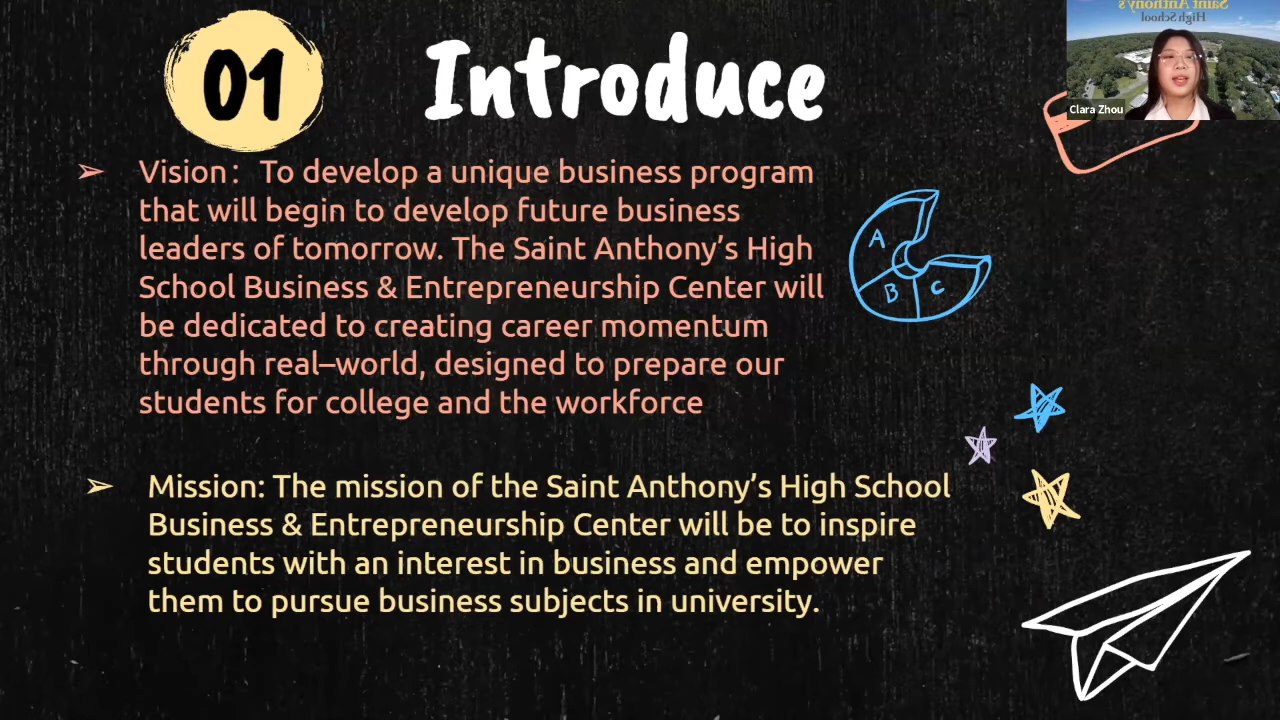 01
Introduce
Saint Anthony's
High School
Clara Zhou
➢ Vision： To develop a unique business program
that will begin to develop future business
leaders of tomorrow. The Saint Anthony’s High
School Business & Entrepreneurship Center will
be dedicated to creating career momentum
through real–world, designed to prepare our
students for college and the workforce
A
B
C
➢ Mission: The mission of the Saint Anthony’s High School
Business & Entrepreneurship Center will be to inspire
students with an interest in business and empower
them to pursue business subjects in university.